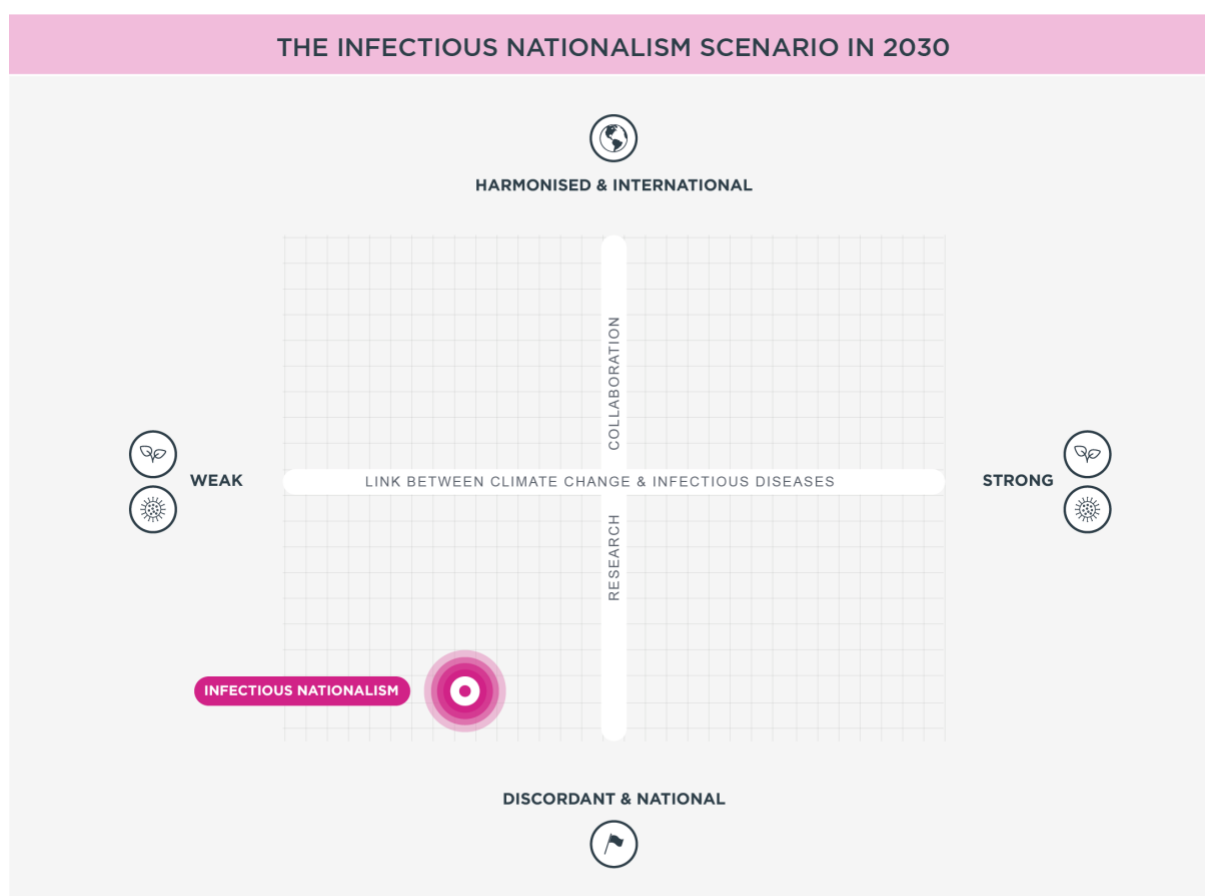 THE INFECTIOUS NATIONALISM SCENARIO IN 2030
HARMONISED & INTERNATIONAL
COLLABORATION
WEAK
LINK BETWEEN CLIMATE CHANGE & INFECTIOUS DISEASES
STRONG
RESEARCH
INFECTIOUS NATIONALISM
DISCORDANT & NATIONAL